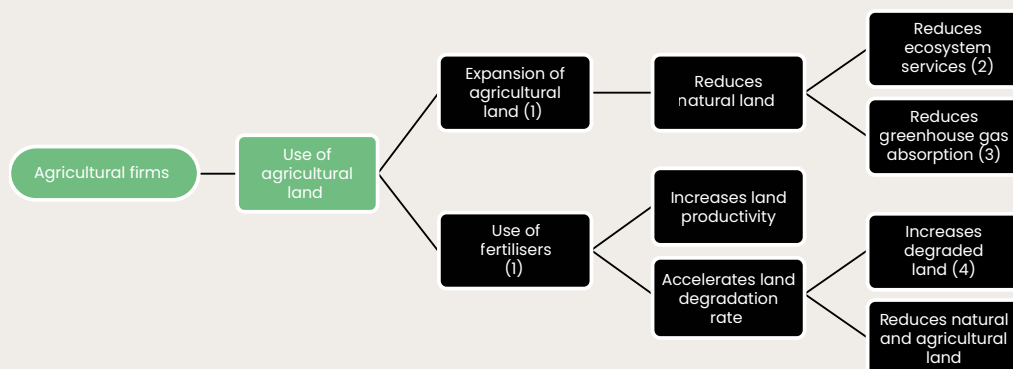 Agricultural firms
Use of
agricultural
land
Expansion of
agricultural
land (1)
Reduces
natural land
Reduces
ecosystem
services (2)
Reduces
greenhouse gas
absorption (3)
Use of
fertilisers
(1)
Increases land
productivity
Accelerates land
degradation
rate
Increases
degraded
land (4)
Reduces natural
and agricultural
land